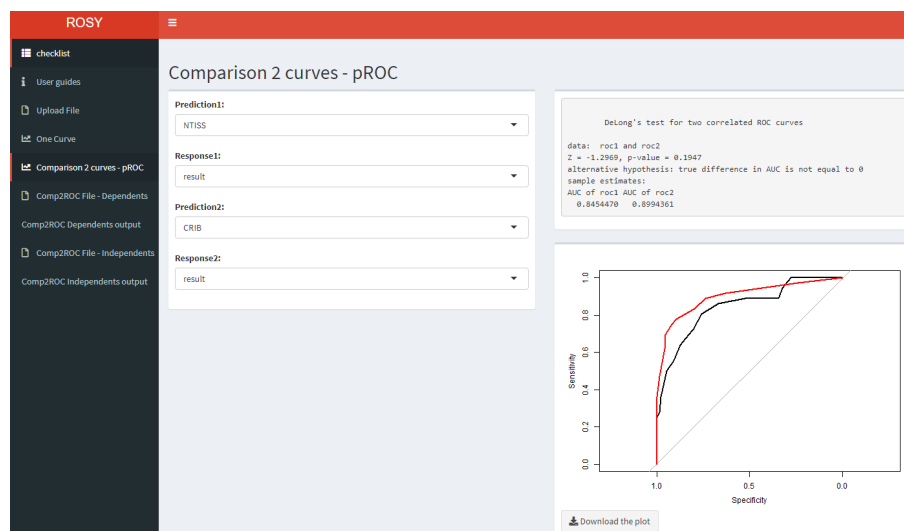 ROSY
checklist
User guides
Upload File
One Curve
Comparison 2 curves - pROC
Comp2ROC File - Dependents
Comp2ROC Dependents output
Comp2ROC File - Independents
Comp2ROC Independents output
Comparison 2 curves - pROC
Prediction1:
NTISS
Response1:
result
Prediction2:
CRIB
Response2:
result
DeLong's test for two correlated ROC curves
data: roc1 and roc2
Z = -1.2969, p-value = 0.1947
alternative hypothesis: true difference in AUC is not equal to 0
sample estimates:
AUC of roc1 AUC of roc2
0.8454470 0.8994361
Sensitivity
1.0
0.8
0.6
0.4
0.2
0.0
1.0 0.5 0.0
Specificity
Download the plot